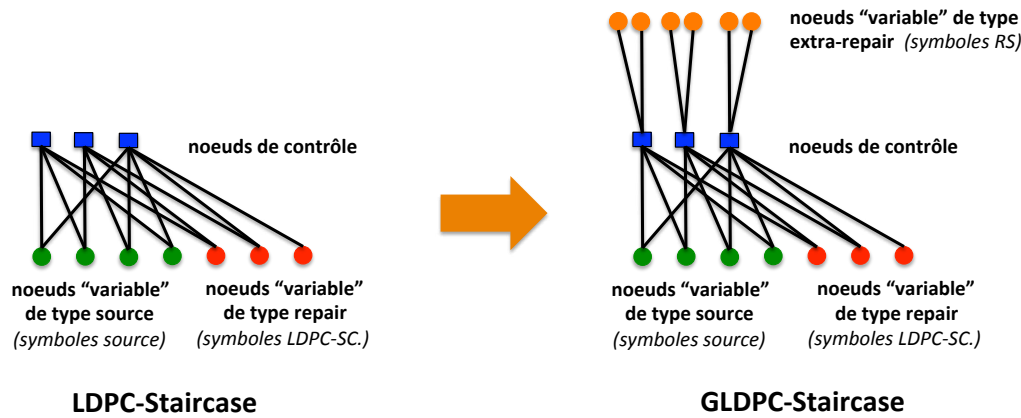 noeuds “variable” de type
extra-repair (symboles RS)
noeuds de contrôle
noeuds de contrôle
noeuds “variable”
de type source
(symboles source)
noeuds “variable”
de type repair
(symboles LDPC-SC.)
noeuds “variable”
de type source
(symboles source)
noeuds “variable”
de type repair
(symboles LDPC-SC.)
LDPC-Staircase
GLDPC-Staircase